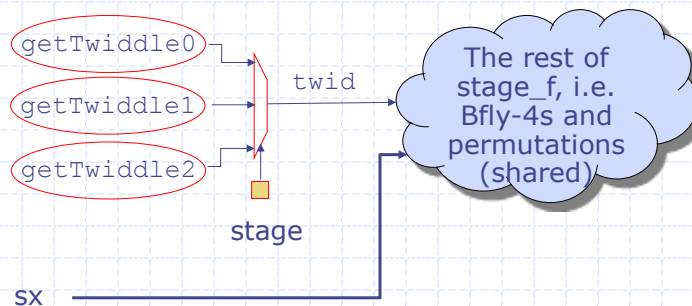 getTwiddle0
getTwiddle1
getTwiddle2
twid
The rest of
stage_f, i.e.
Bfly-4s and
permutations
(shared)
stage
sx